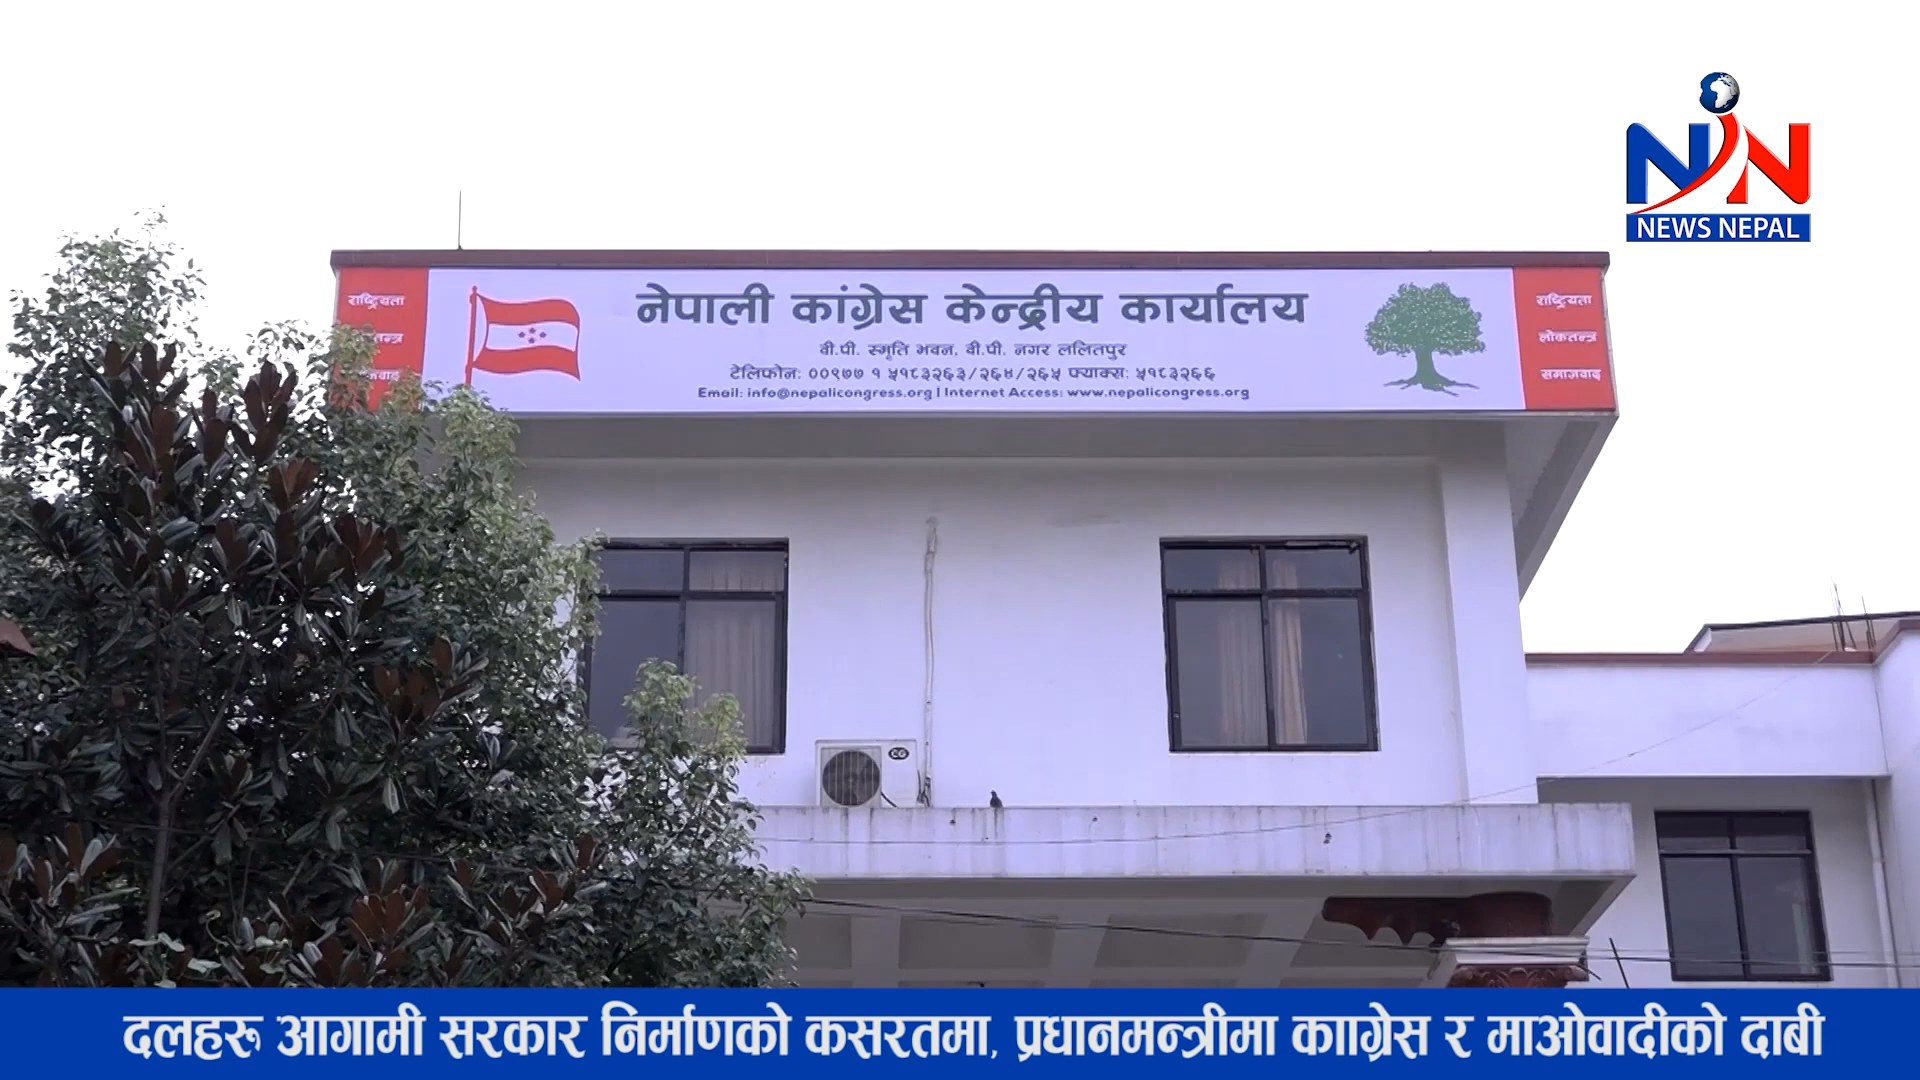 NEWS NEPAL
राष्ट्रियता
नेपाली कांग्रेस केन्द्रीय कार्यालय
वी.पी. स्मृति भवन, वी.पी. नगर ललितपुर
टेलिफोन: ००९७७ १ ५१८३२६३/२६४/२६५ फ्याक्स: ५१८३२६६
Email: info@nepalicongress.org | Internet Access: www.nepalicongress.org
राष्ट्रियता
लोकतन्त्र
समाजवाद
CG
दलहरू आगामी सरकार निर्माणको कसरतमा, प्रधानमन्त्रीमा काग्रेस र माओवादीको दाबी